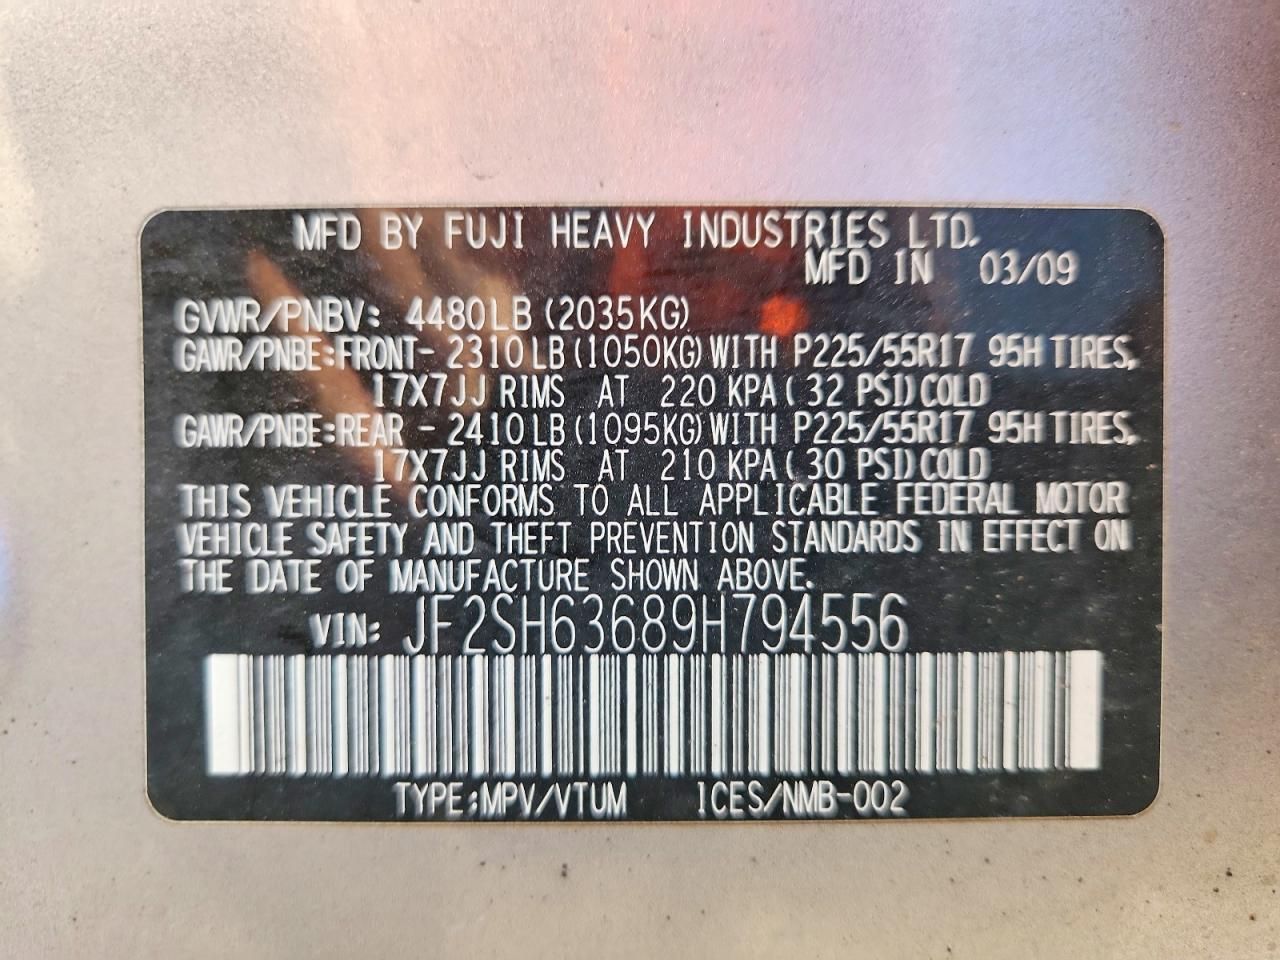 MFD BY FUJI HEAVY INDUSTRIES LTD.
MFD IN 03/09
GVWR/PNBV: 4480LB (2035KG)
GAWR/PNBE:FRONT- 2310LB (1050KG) WITH P225/55R17 95H TIRES,
17X7JJ RIMS AT 220 KPA ( 32 PSI) COLD
GAWR/PNBE:REAR - 2410LB (1095KG) WITH P225/55R17 95H TIRES,
17X7JJ RIMS AT 210 KPA ( 30 PSI) COLD
THIS VEHICLE CONFORMS TO ALL APPLICABLE FEDERAL MOTOR
VEHICLE SAFETY AND THEFT PREVENTION STANDARDS IN EFFECT ON
THE DATE OF MANUFACTURE SHOWN ABOVE.
VIN: JF2SH63689H794556
TYPE:MPV/VTUM ICES/NMB-002